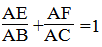 AE/AB + AF/AC = 1